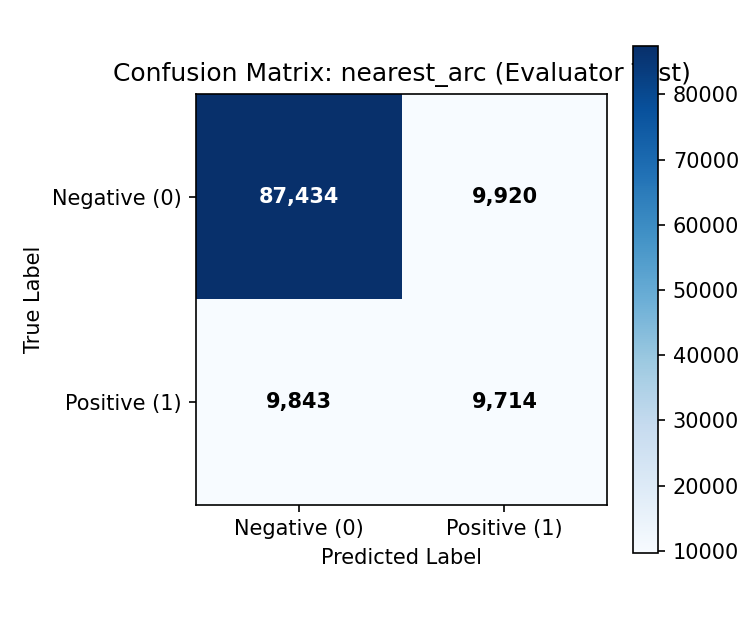 Confusion Matrix: nearest_arc (Evaluator st)
80000
70000
60000
50000
40000
30000
20000
10000
True Label
Negative (0)
87,434
9,920
Positive (1)
9,843
9,714
Negative (0)
Positive (1)
Predicted Label